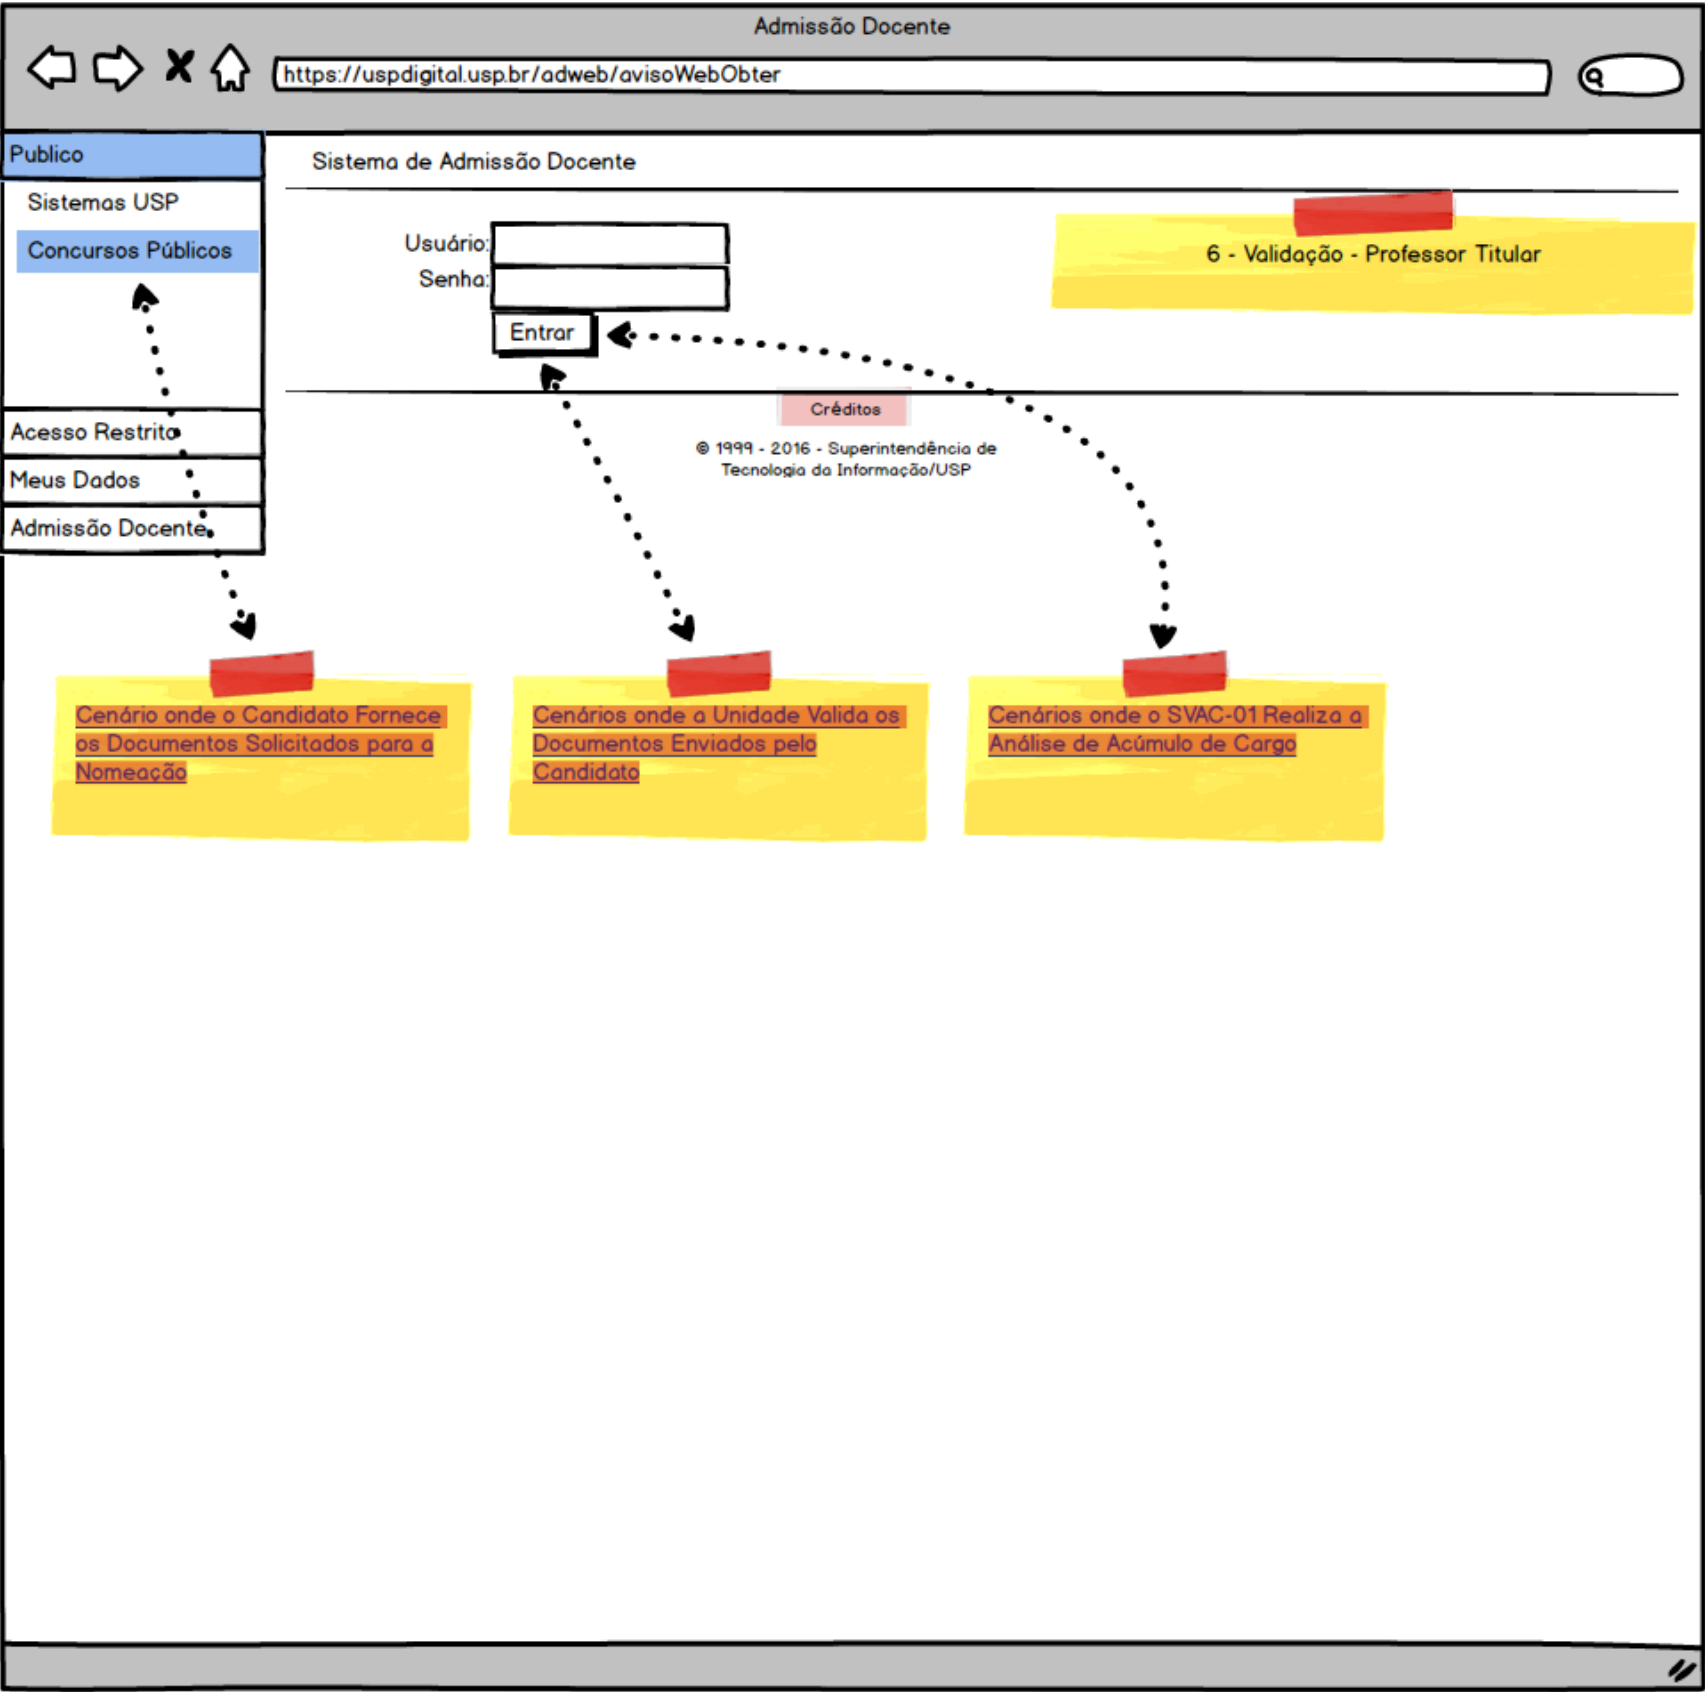 Admissão Docente
https://uspdigital.usp.br/adweb/avisoWebObter
Publico
Sistemas USP
Concursos Públicos
Acesso Restrito
Meus Dados
Admissão Docente
Sistema de Admissão Docente
Usuário:
Senha:
Entrar
6 - Validação - Professor Titular
Créditos
© 1999 - 2016 - Superintendência de
Tecnologia da Informação/USP
Cenário onde o Candidato Fornece
os Documentos Solicitados para a
Nomeação
Cenários onde a Unidade Valida os
Documentos Enviados pelo
Candidato
Cenários onde o SVAC-01 Realiza a
Análise de Acúmulo de Cargo